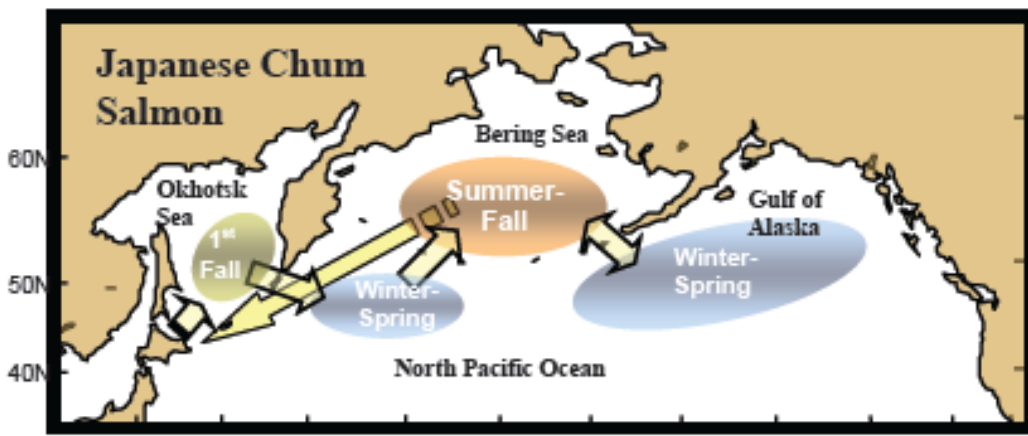 Japanese Chum
Salmon
Bering Sea
60N
Okhotsk
Sea
Summer-
Fall
Gulf of
Alaska
1st
Fall
Winter-
Spring
50N
Winter-
Spring
North Pacific Ocean
40N